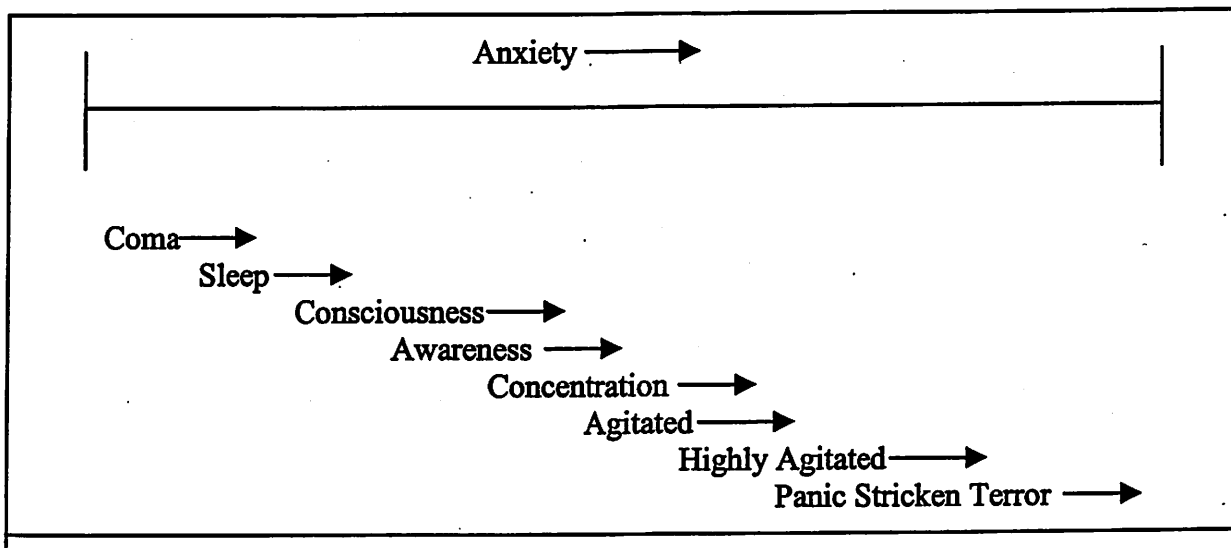 Anxiety
Coma
Sleep
Consciousness
Awareness
Concentration
Agitated
Highly Agitated
Panic Stricken Terror